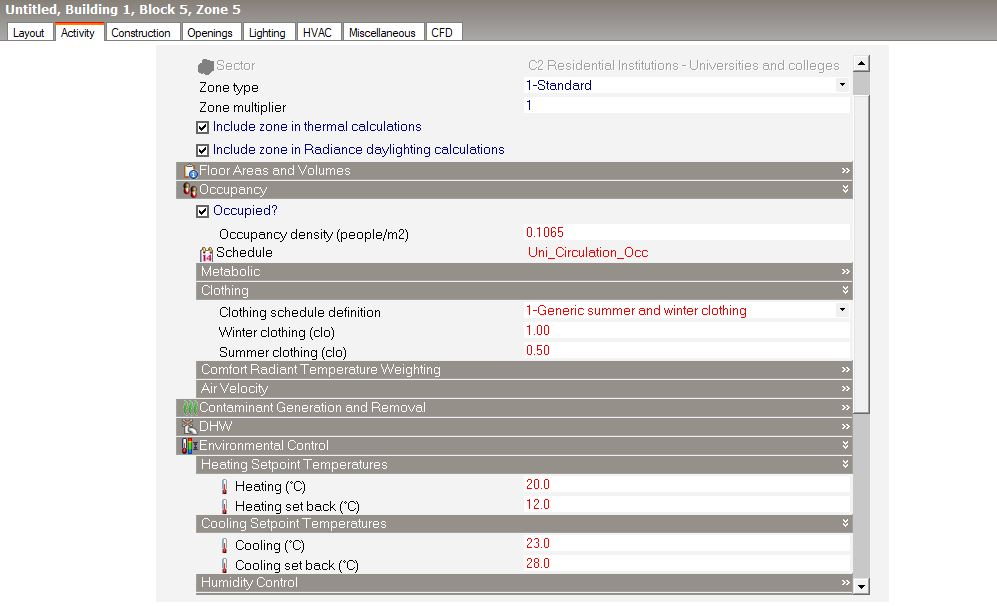 Untitled, Building 1, Block 5, Zone 5
Layout Activity Construction Openings Lighting HVAC Miscellaneous CFD
Sector C2 Residential Institutions - Universities and colleges
Zone type 1-Standard
Zone multiplier 1
Include zone in thermal calculations
Include zone in Radiance daylighting calculations
Floor Areas and Volumes »
Occupancy
Occupied?
Occupancy density (people/m2) 0.1065
Schedule Uni_Circulation_Occ
Metabolic »
Clothing
Clothing schedule definition 1-Generic summer and winter clothing
Winter clothing (clo) 1.00
Summer clothing (clo) 0.50
Comfort Radiant Temperature Weighting »
Air Velocity »
Contaminant Generation and Removal »
DHW »
Environmental Control
Heating Setpoint Temperatures
Heating (°C) 20.0
Heating set back (°C) 12.0
Cooling Setpoint Temperatures
Cooling (°C) 23.0
Cooling set back (°C) 28.0
Humidity Control »